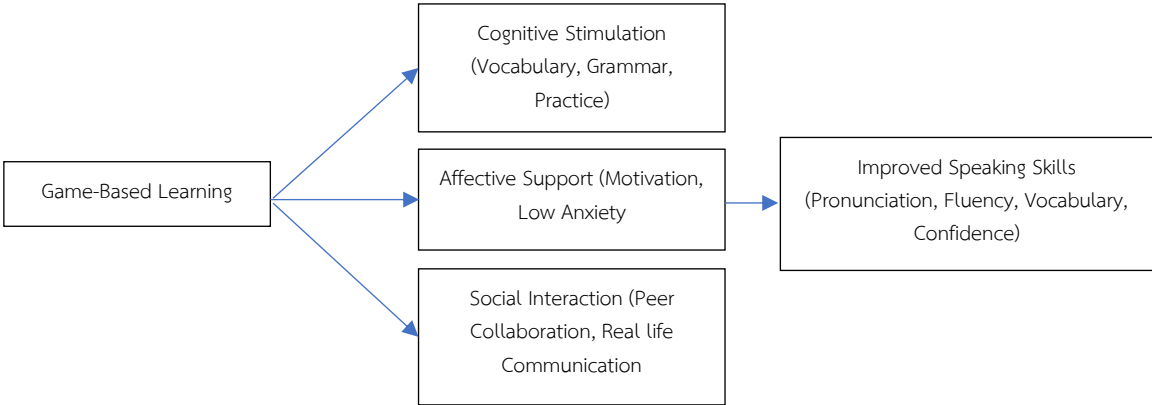 Cognitive Stimulation
(Vocabulary, Grammar,
Practice)
Game-Based Learning
Affective Support (Motivation,
Low Anxiety
Improved Speaking Skills
(Pronunciation, Fluency, Vocabulary,
Confidence)
Social Interaction (Peer
Collaboration, Real life
Communication